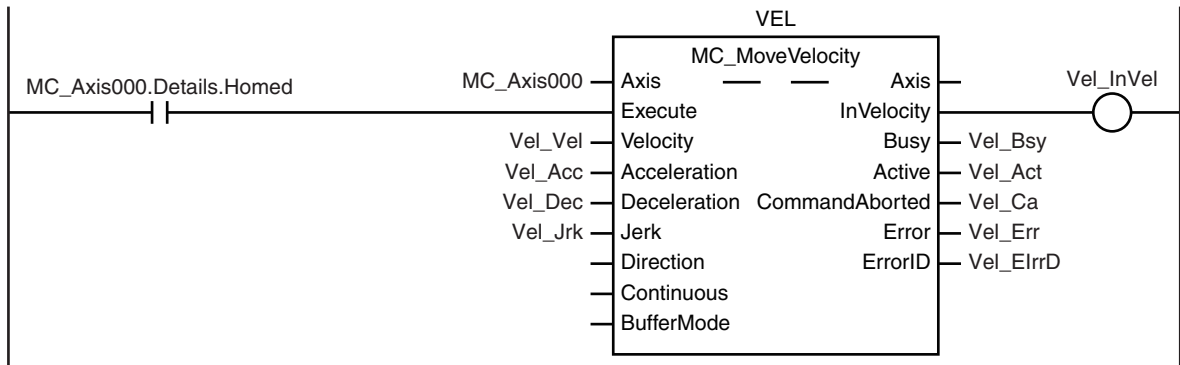 VEL
MC_MoveVelocity
MC_Axis000.Details.Homed
MC_Axis000 Axis Axis
Vel_InVel
Execute InVelocity
Vel_Vel Velocity Busy Vel_Bsy
Vel_Acc Acceleration Active Vel_Act
Vel_Dec Deceleration CommandAborted Vel_Ca
Vel_Jrk Jerk Error Vel_Err
Direction ErrorID Vel_EIrrD
Continuous
BufferMode